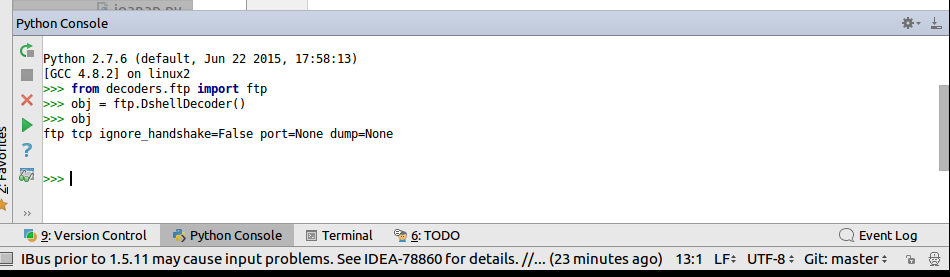 Python Console
Python 2.7.6 (default, Jun 22 2015, 17:58:13)
[GCC 4.8.2] on linux2
>>> from decoders.ftp import ftp
>>> obj = ftp.DshellDecoder()
>>> obj
ftp tcp ignore_handshake=False port=None dump=None
>>>
2: Favorites
9: Version Control Python Console Terminal 6: TODO Event Log
IBus prior to 1.5.11 may cause input problems. See IDEA-78860 for details. //... (23 minutes ago) 13:1 LF÷ UTF-8 ÷ Git: master÷